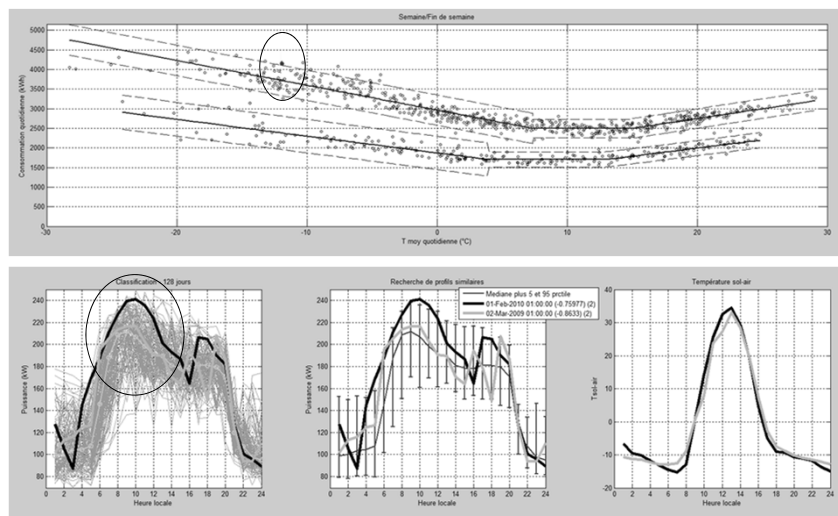 Semaine/Fin de semaine
5000
4500
4000
3500
3000
2500
2000
1500
1000
500
0
Consommation quotidienne (kWh)
-30 -20 -10 0 10 20 30
T moy quotidienne (°C)
Classification - 128 jours
240
220
200
180
160
140
120
100
80
Puissance (kW)
0 2 4 6 8 10 12 14 16 18 20 22 24
Heure locale
Recherche de profils similaires
Mediane plus 5 et 95 prctile
01-Feb-2010 01:00:00 (-0.75977) (2)
02-Mar-2009 01:00:00 (-0.8633) (2)
240
220
200
180
160
140
120
100
80
Puissance (kW)
0 2 4 6 8 10 12 14 16 18 20 22 24
Heure locale
Température sol-air
40
30
20
10
0
-10
-20
Tsol-air
0 2 4 6 8 10 12 14 16 18 20 22 24
Heure locale